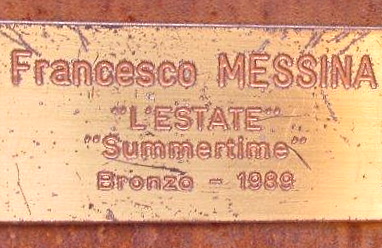 Francesco MESSINA
"L'ESTATE"
"Summertime"
Bronzo - 1989